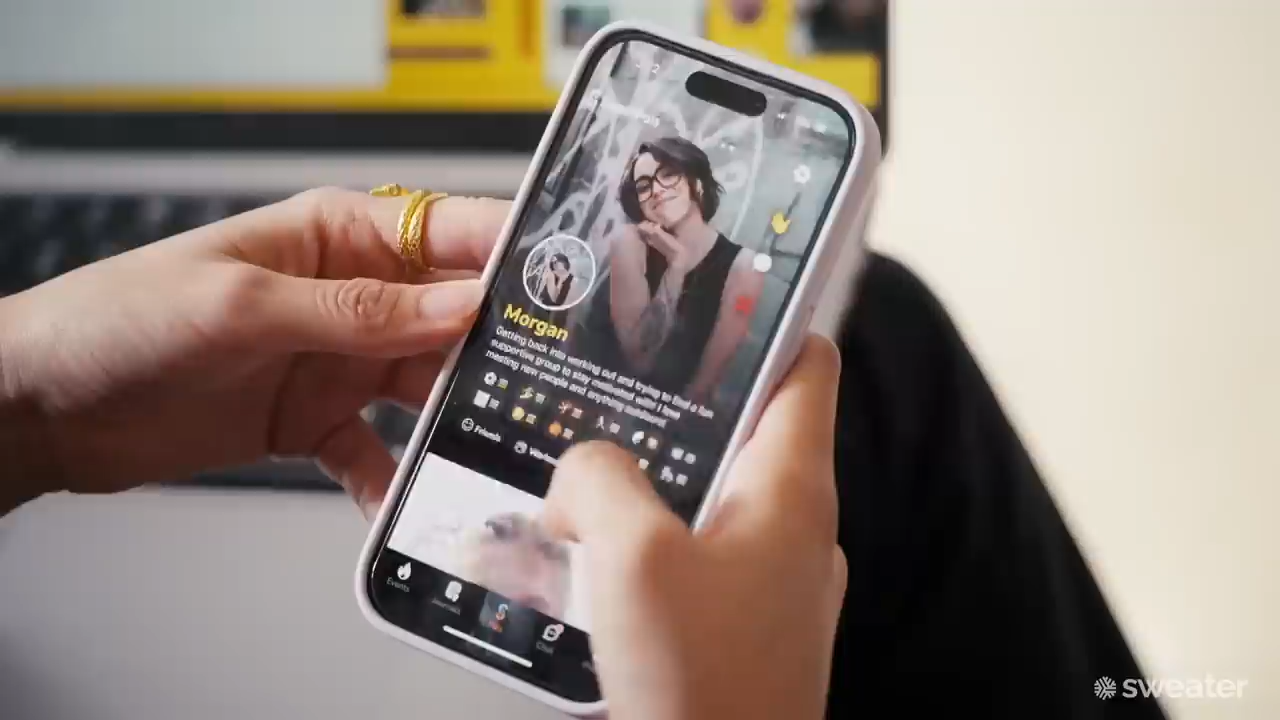 Morgan
Getting back into working out and trying to find a fun
supportive group to stay motivated with! I love
meeting new people and anything outdoors!
Friends
Events
Journals
Chat
sweater